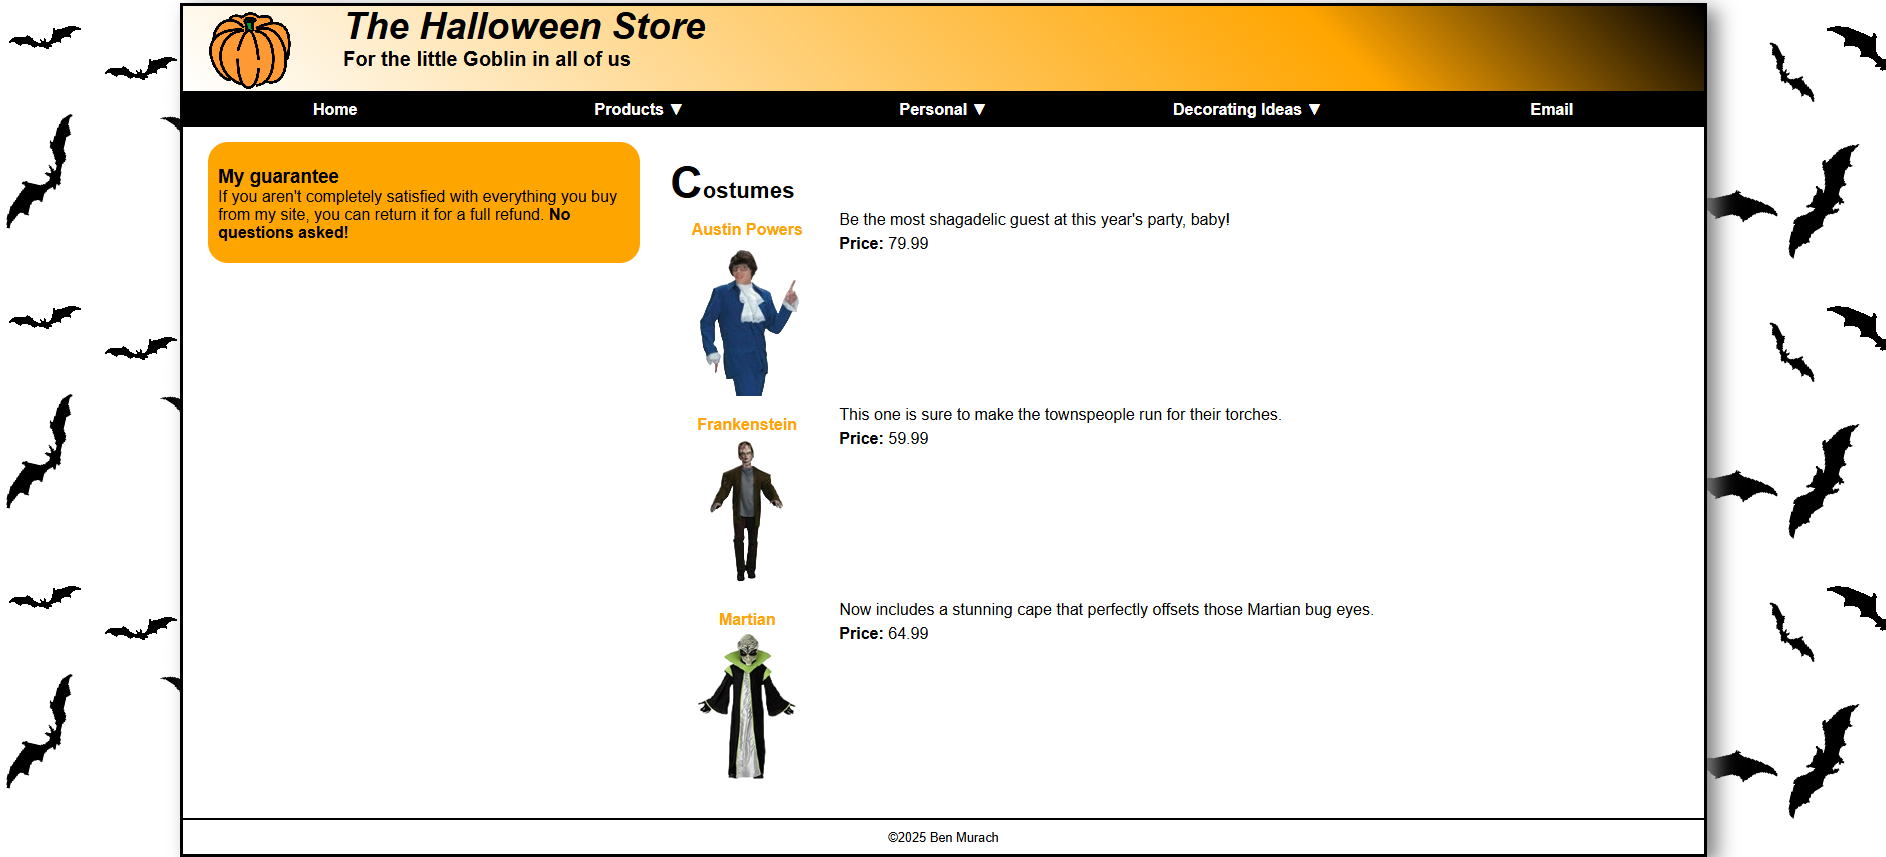 The Halloween Store
For the little Goblin in all of us
Home Products ▼ Personal ▼ Decorating Ideas ▼ Email
My guarantee
If you aren't completely satisfied with everything you buy
from my site, you can return it for a full refund. No
questions asked!
Costumes
Austin Powers
Be the most shagadelic guest at this year's party, baby!
Price: 79.99
Frankenstein
This one is sure to make the townspeople run for their torches.
Price: 59.99
Martian
Now includes a stunning cape that perfectly offsets those Martian bug eyes.
Price: 64.99
©2025 Ben Murach